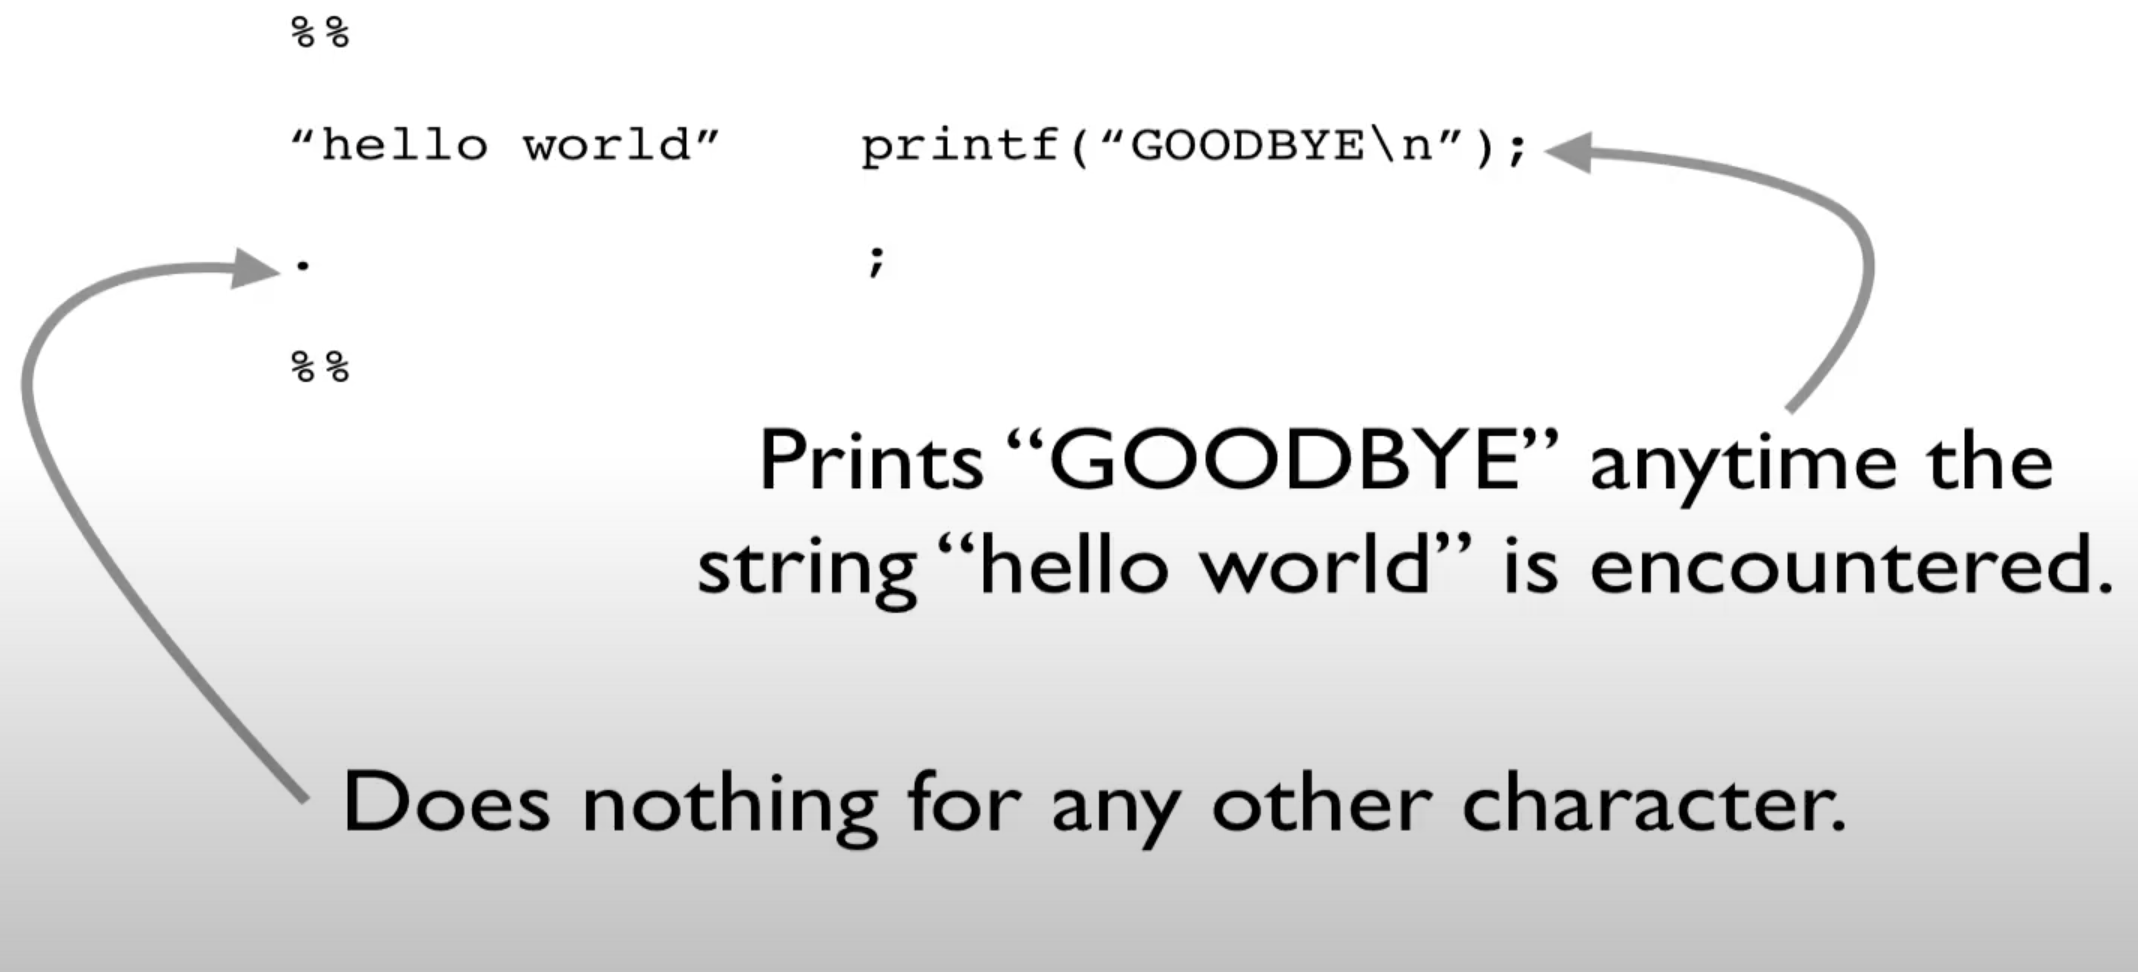 %%
“hello world” printf(“GOODBYE\n”);
. ;
%%
Prints “GOODBYE” anytime the
string “hello world” is encountered.
Does nothing for any other character.